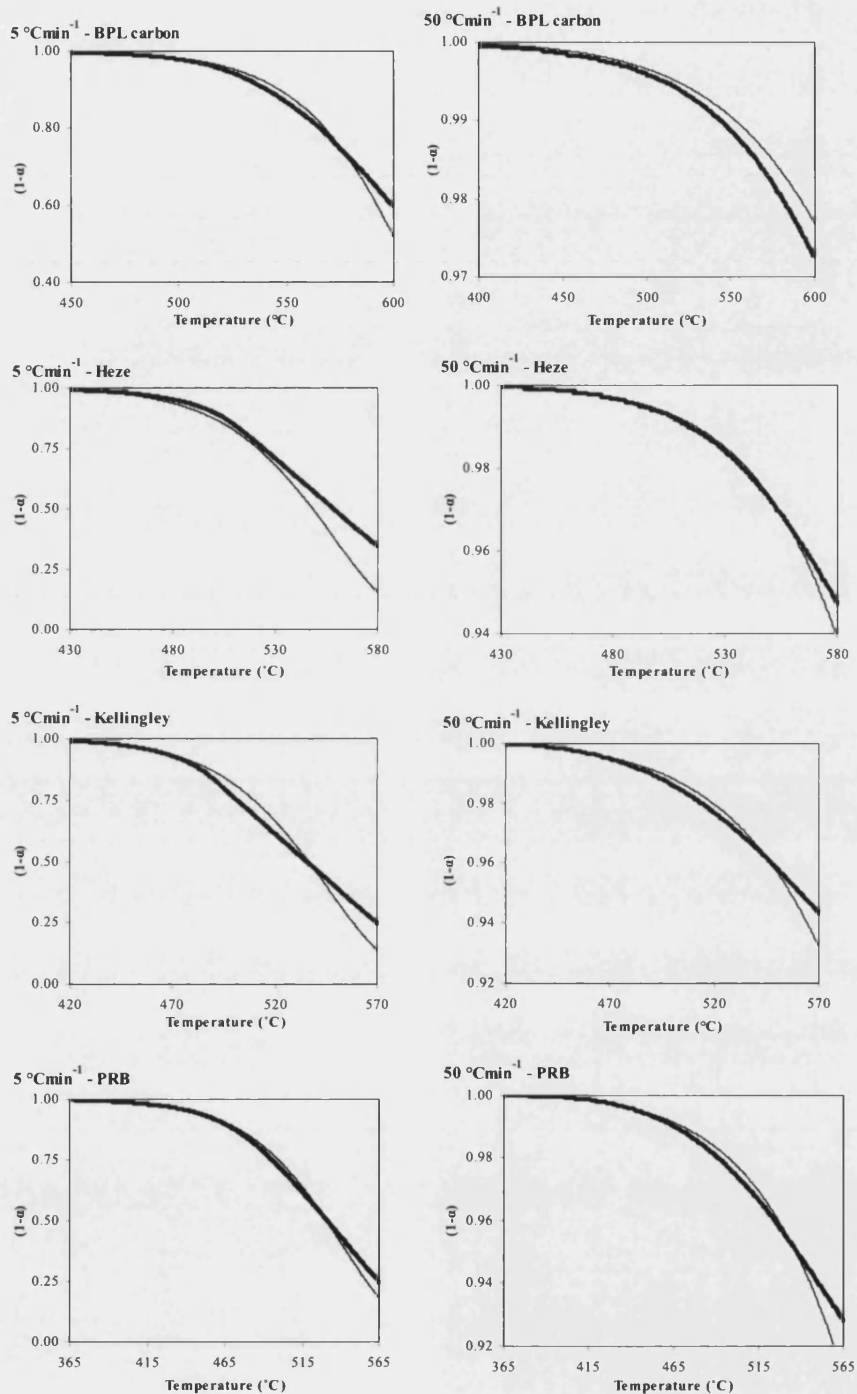 5 °Cmin⁻¹ - BPL carbon
1.00
0.80
0.60
0.40
(1-α)
450 500 550 600
Temperature (°C)
50 °Cmin⁻¹ - BPL carbon
1.00
0.99
0.98
0.97
(1-α)
400 450 500 550 600
Temperature (°C)
5 °Cmin⁻¹ - Heze
1.00
0.75
0.50
0.25
0.00
(1-α)
430 480 530 580
Temperature (°C)
50 °Cmin⁻¹ - Heze
1.00
0.98
0.96
0.94
(1-α)
430 480 530 580
Temperature (°C)
5 °Cmin⁻¹ - Kellingley
1.00
0.75
0.50
0.25
0.00
(1-α)
420 470 520 570
Temperature (°C)
50 °Cmin⁻¹ - Kellingley
1.00
0.98
0.96
0.94
0.92
(1-α)
420 470 520 570
Temperature (°C)
5 °Cmin⁻¹ - PRB
1.00
0.75
0.50
0.25
0.00
(1-α)
365 415 465 515 565
Temperature (°C)
50 °Cmin⁻¹ - PRB
1.00
0.98
0.96
0.94
0.92
(1-α)
365 415 465 515 565
Temperature (°C)